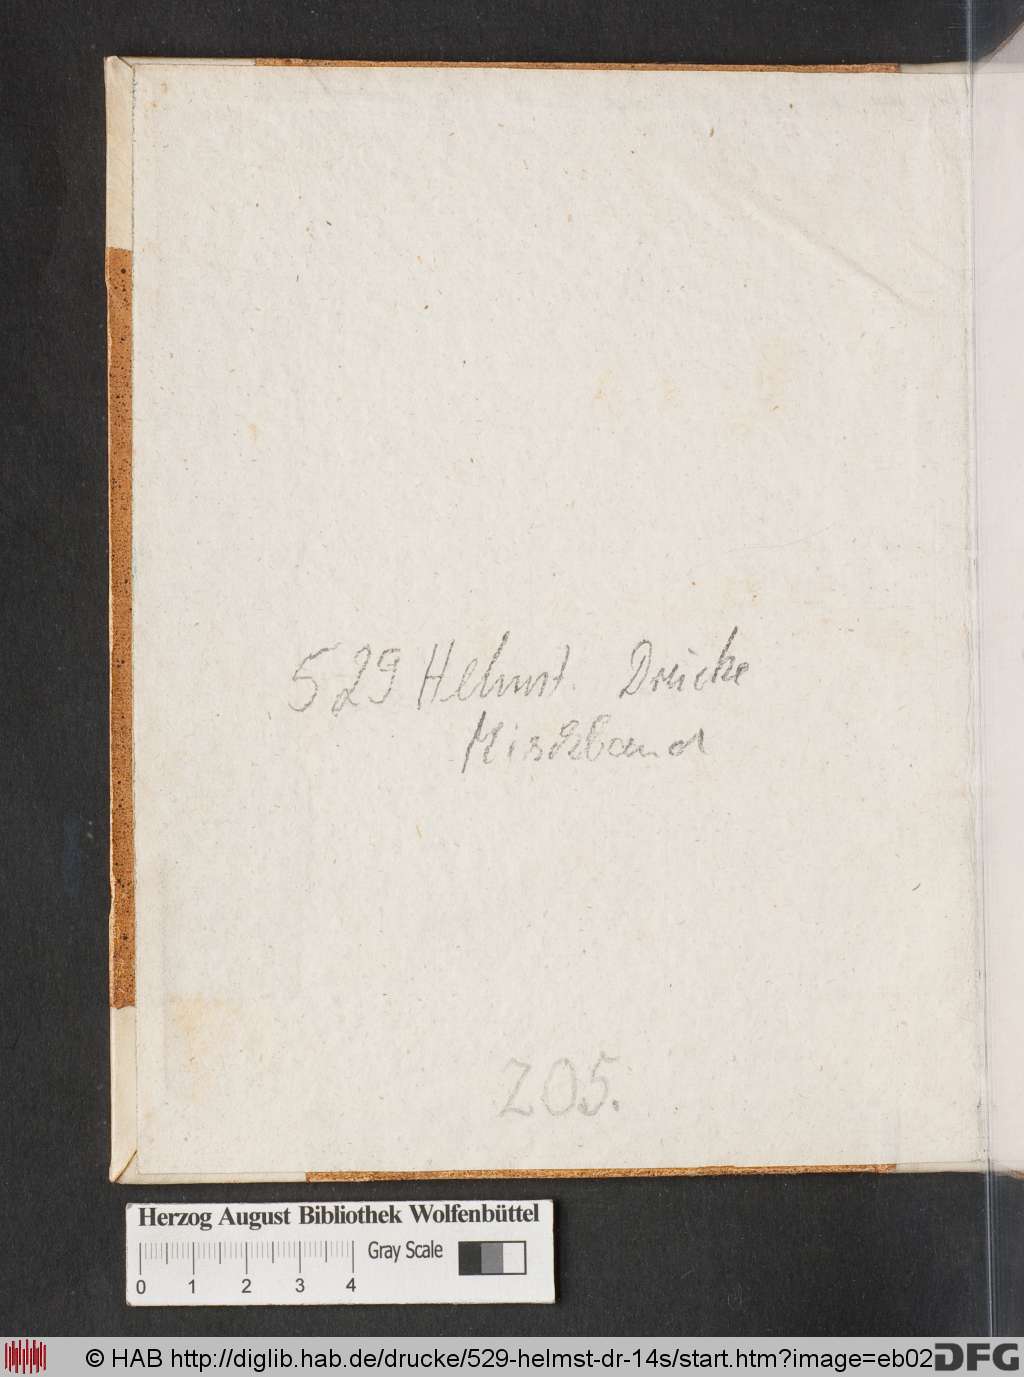 529 Helmst. Drucke
Mischband
205.
Herzog August Bibliothek Wolfenbüttel
Gray Scale
0 1 2 3 4
© HAB http://diglib.hab.de/drucke/529-helmst-dr-14s/start.htm?image=eb02
DFG